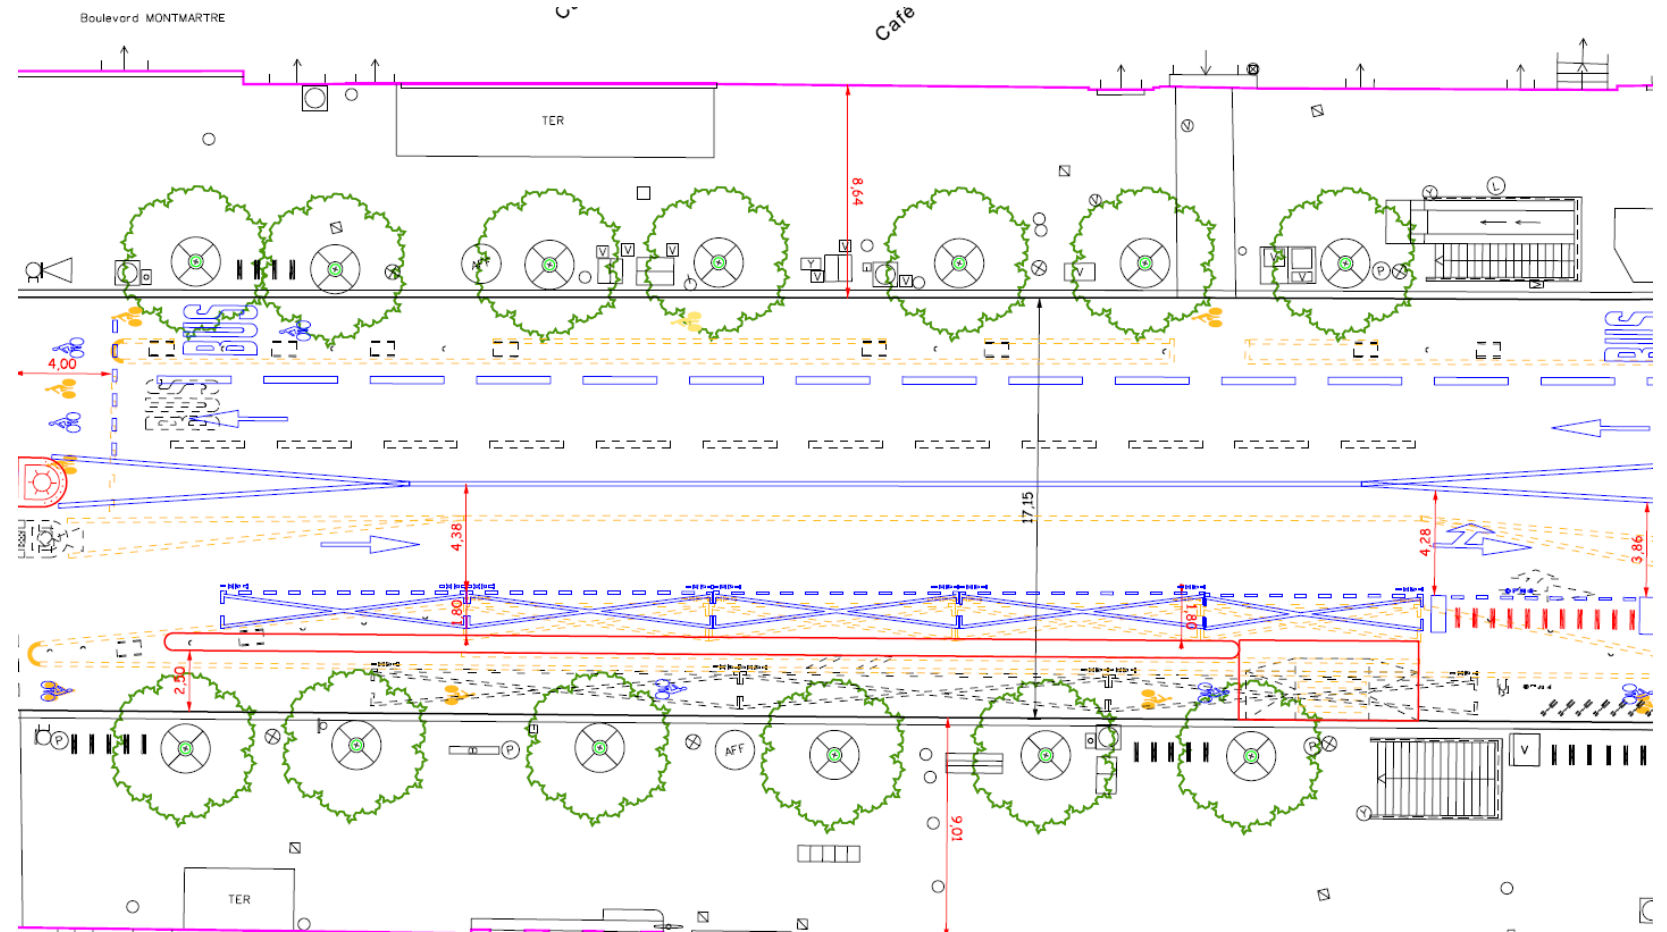 Boulevard MONTMARTRE
Café
TER
8,64
Y
L
V
V
V
V
V
AFF
Y
V
V
V
V
V
P
BUS
BUS
4,00
BUS
17,15
4,38
4,28
3,86
1,80
1,80
2,50
P
P
AFF
P
V
Y
9,01
TER